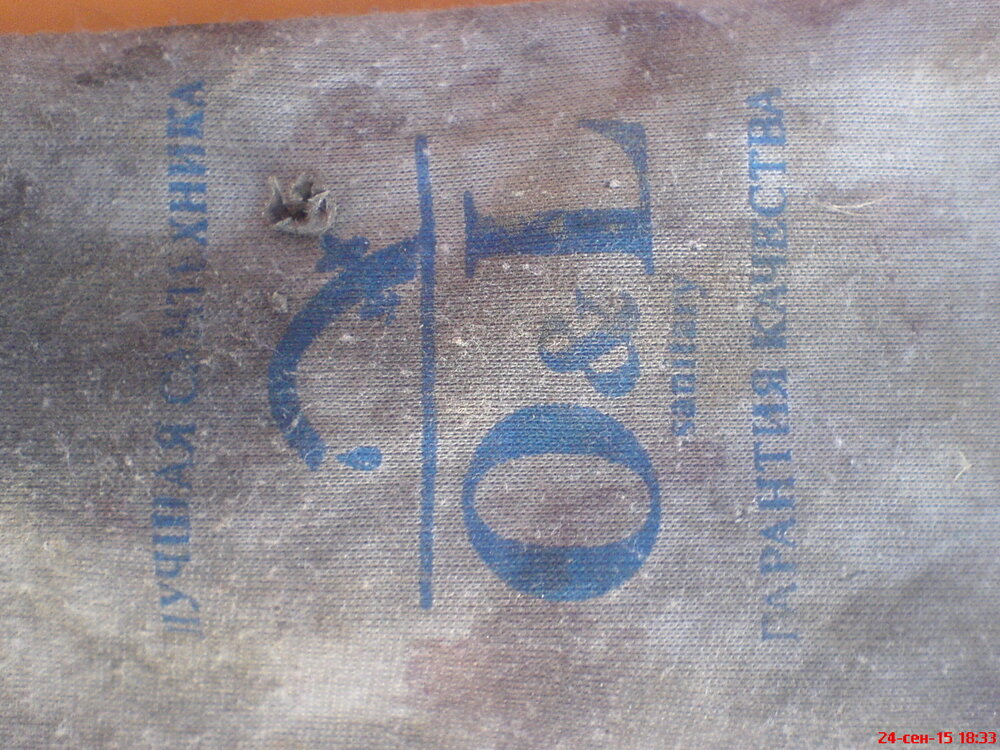 ЛУЧШАЯ САНТЕХНИКА
O&L
sanitary
ГАРАНТИЯ КАЧЕСТВА
24-сен-15 18:33